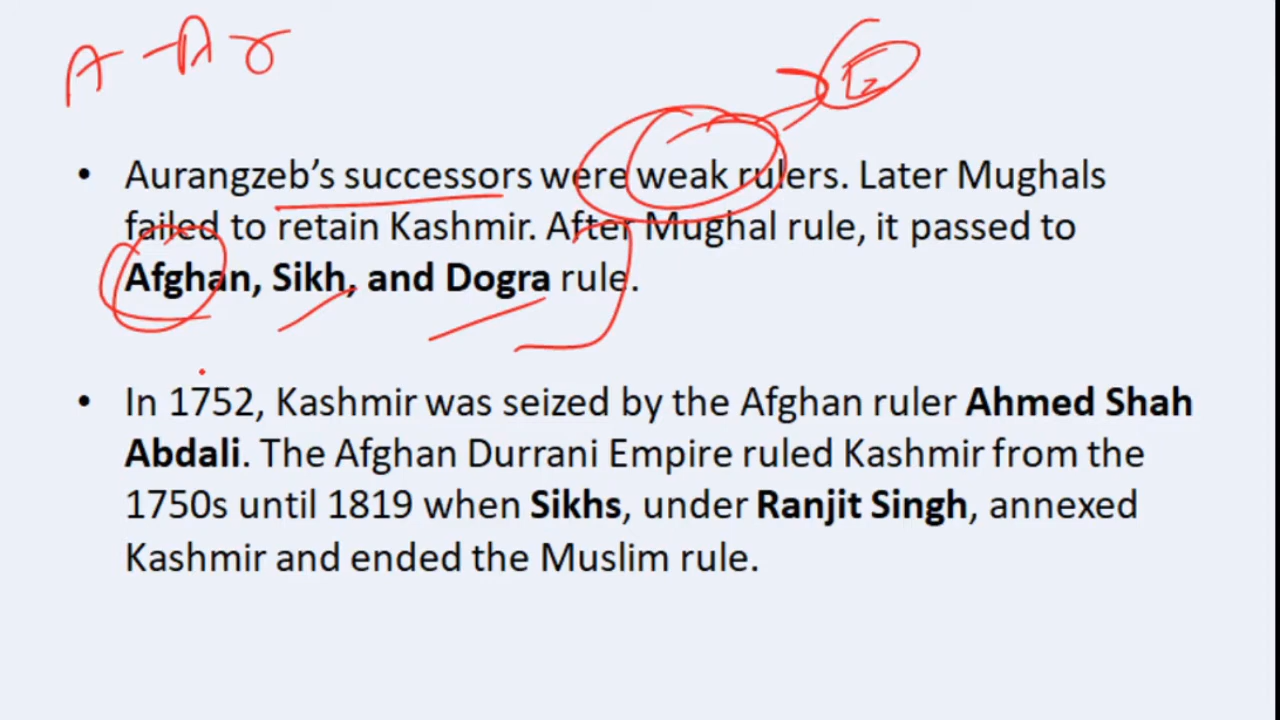 • Aurangzeb’s successors were weak rulers. Later Mughals
failed to retain Kashmir. After Mughal rule, it passed to
Afghan, Sikh, and Dogra rule.
• In 1752, Kashmir was seized by the Afghan ruler Ahmed Shah
Abdali. The Afghan Durrani Empire ruled Kashmir from the
1750s until 1819 when Sikhs, under Ranjit Singh, annexed
Kashmir and ended the Muslim rule.